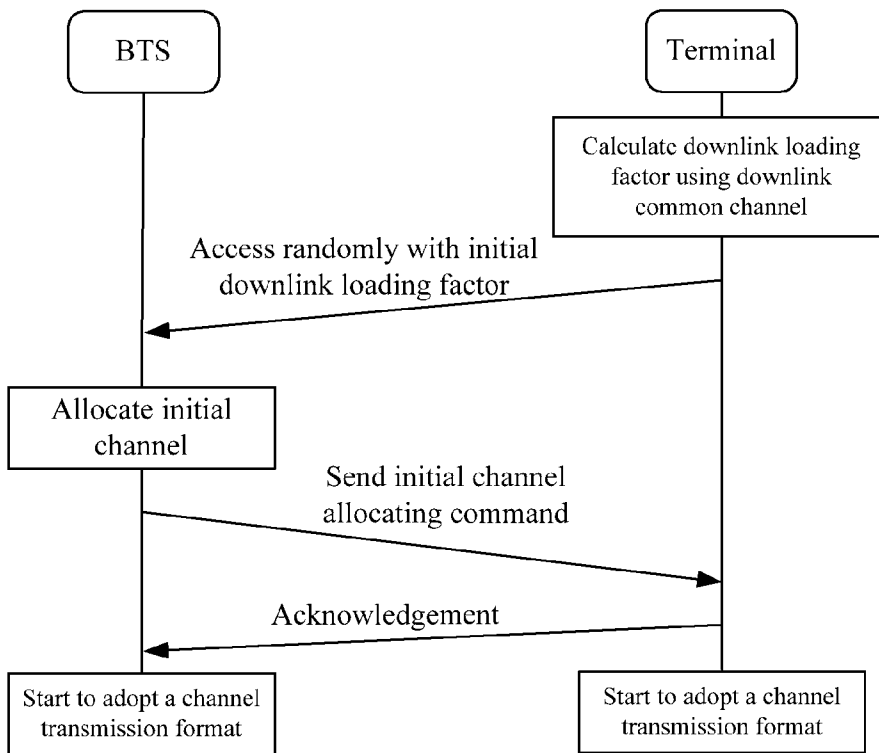 BTS
Terminal
Calculate downlink loading
factor using downlink
common channel
Access randomly with initial
downlink loading factor
Allocate initial
channel
Send initial channel
allocating command
Acknowledgement
Start to adopt a channel
transmission format
Start to adopt a channel
transmission format